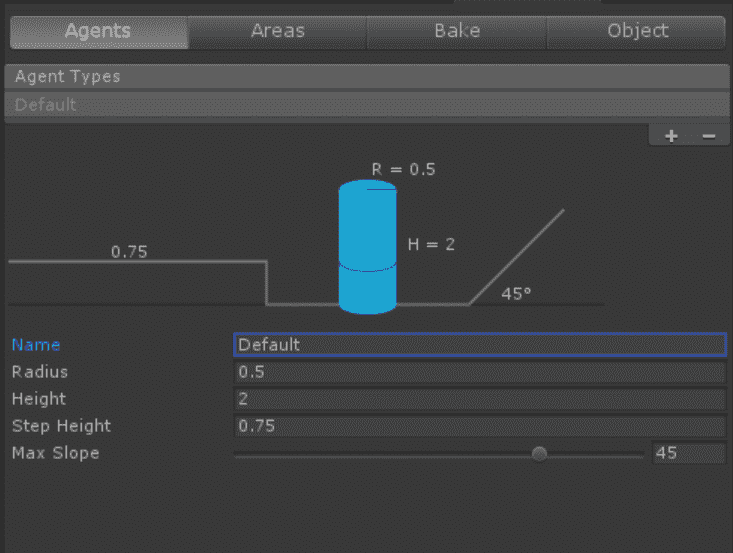 Agents Areas Bake Object
Agent Types
Default
+ −
R = 0.5
0.75
H = 2
45°
Name Default
Radius 0.5
Height 2
Step Height 0.75
Max Slope 45